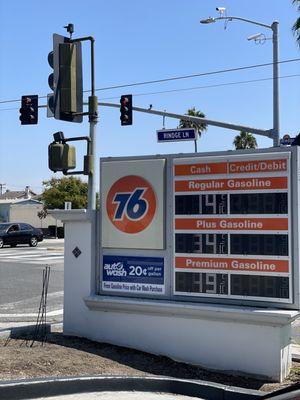 RINDGE LN
76
Cash Credit/Debit
Regular Gasoline
Plus Gasoline
Premium Gasoline
auto Wash 20¢ off per gallon
From Gasoline Price with Car Wash Purchase